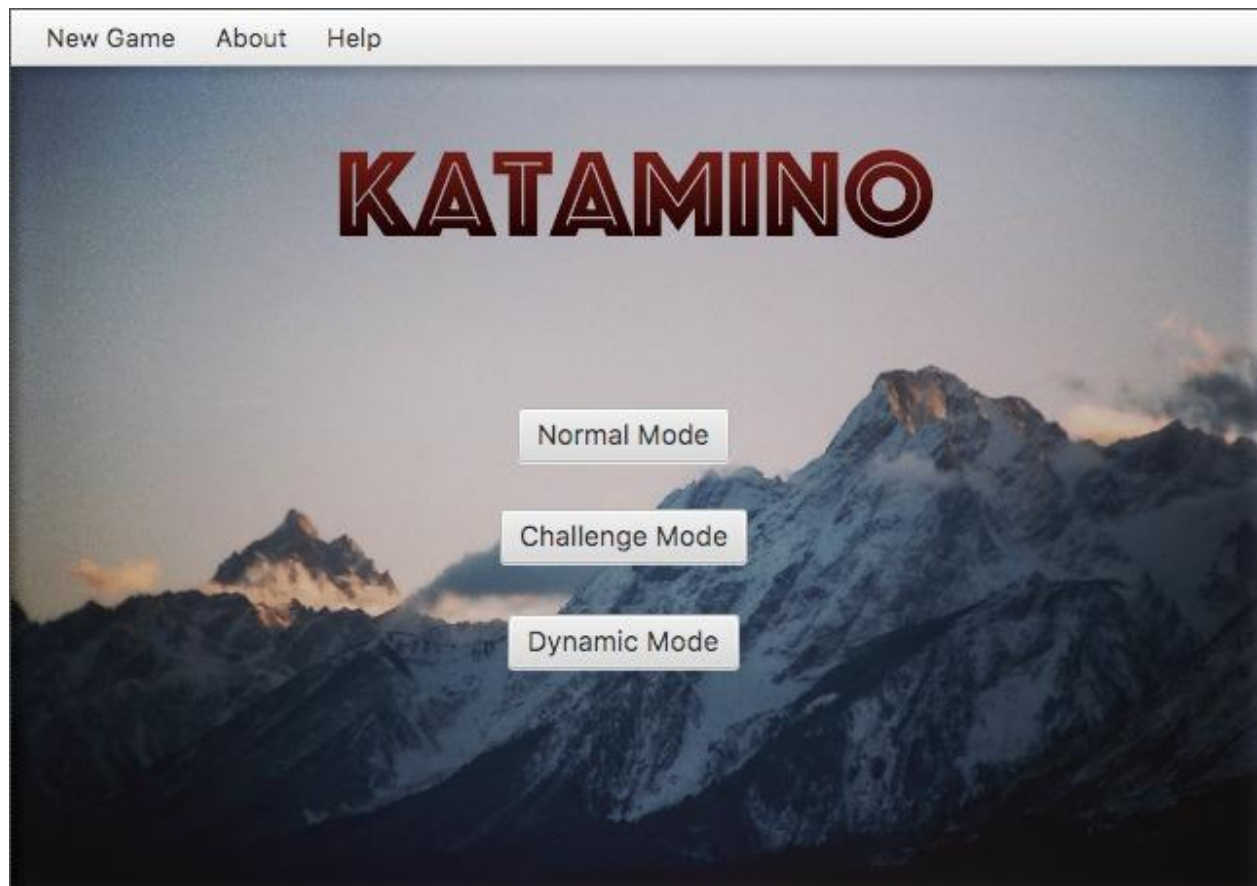 New Game About Help
KATAMINO
Normal Mode
Challenge Mode
Dynamic Mode